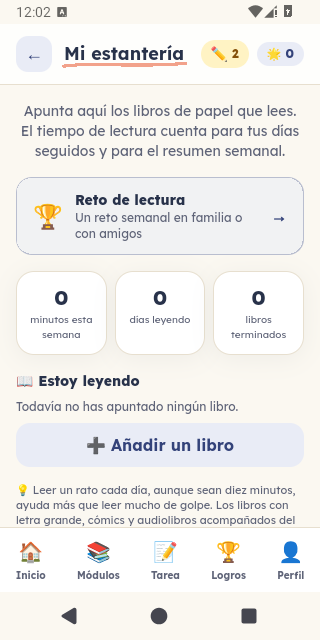 12:02
Mi estantería
2
0
Apunta aquí los libros de papel que lees.
El tiempo de lectura cuenta para tus días
seguidos y para el resumen semanal.
Reto de lectura
Un reto semanal en familia o
con amigos
0
minutos esta
semana
0
días leyendo
0
libros
terminados
Estoy leyendo
Todavía no has apuntado ningún libro.
Añadir un libro
Leer un rato cada día, aunque sean diez minutos,
ayuda más que leer mucho de golpe. Los libros con
letra grande, cómics y audiolibros acompañados del
Inicio
Módulos
Tarea
Logros
Perfil